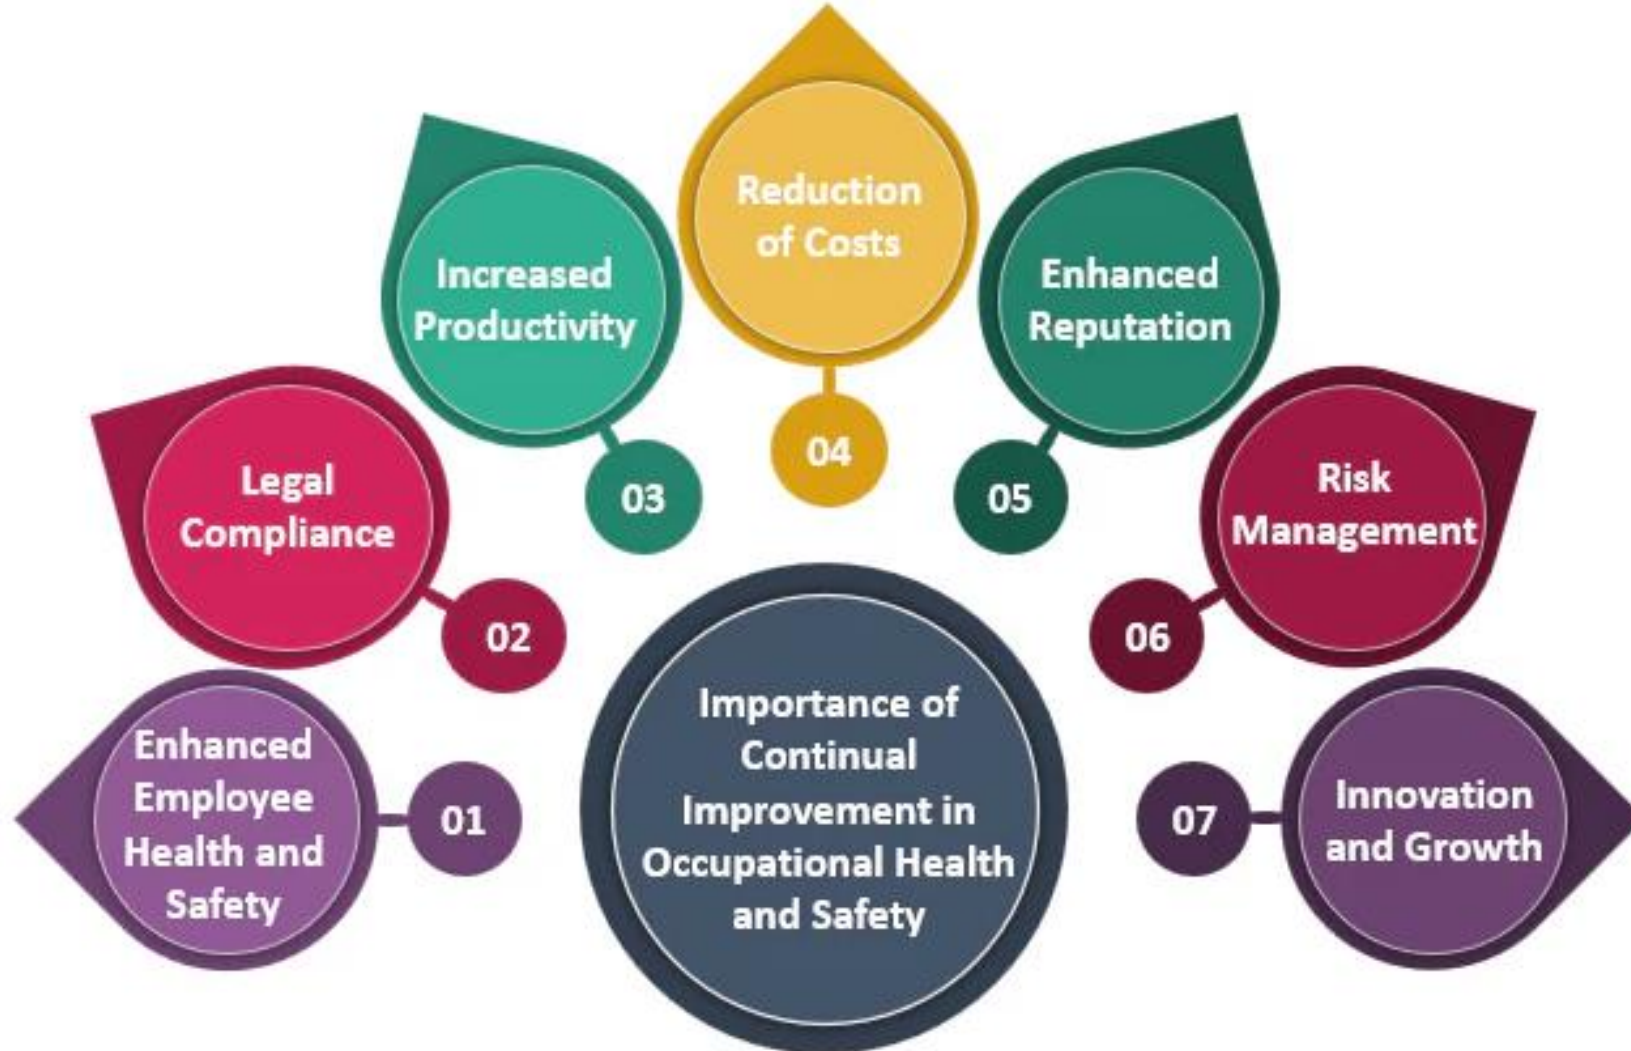 01
Enhanced
Employee
Health and
Safety
02
Legal
Compliance
03
Increased
Productivity
04
Reduction
of Costs
05
Enhanced
Reputation
06
Risk
Management
07
Innovation
and Growth
Importance of
Continual
Improvement in
Occupational Health
and Safety